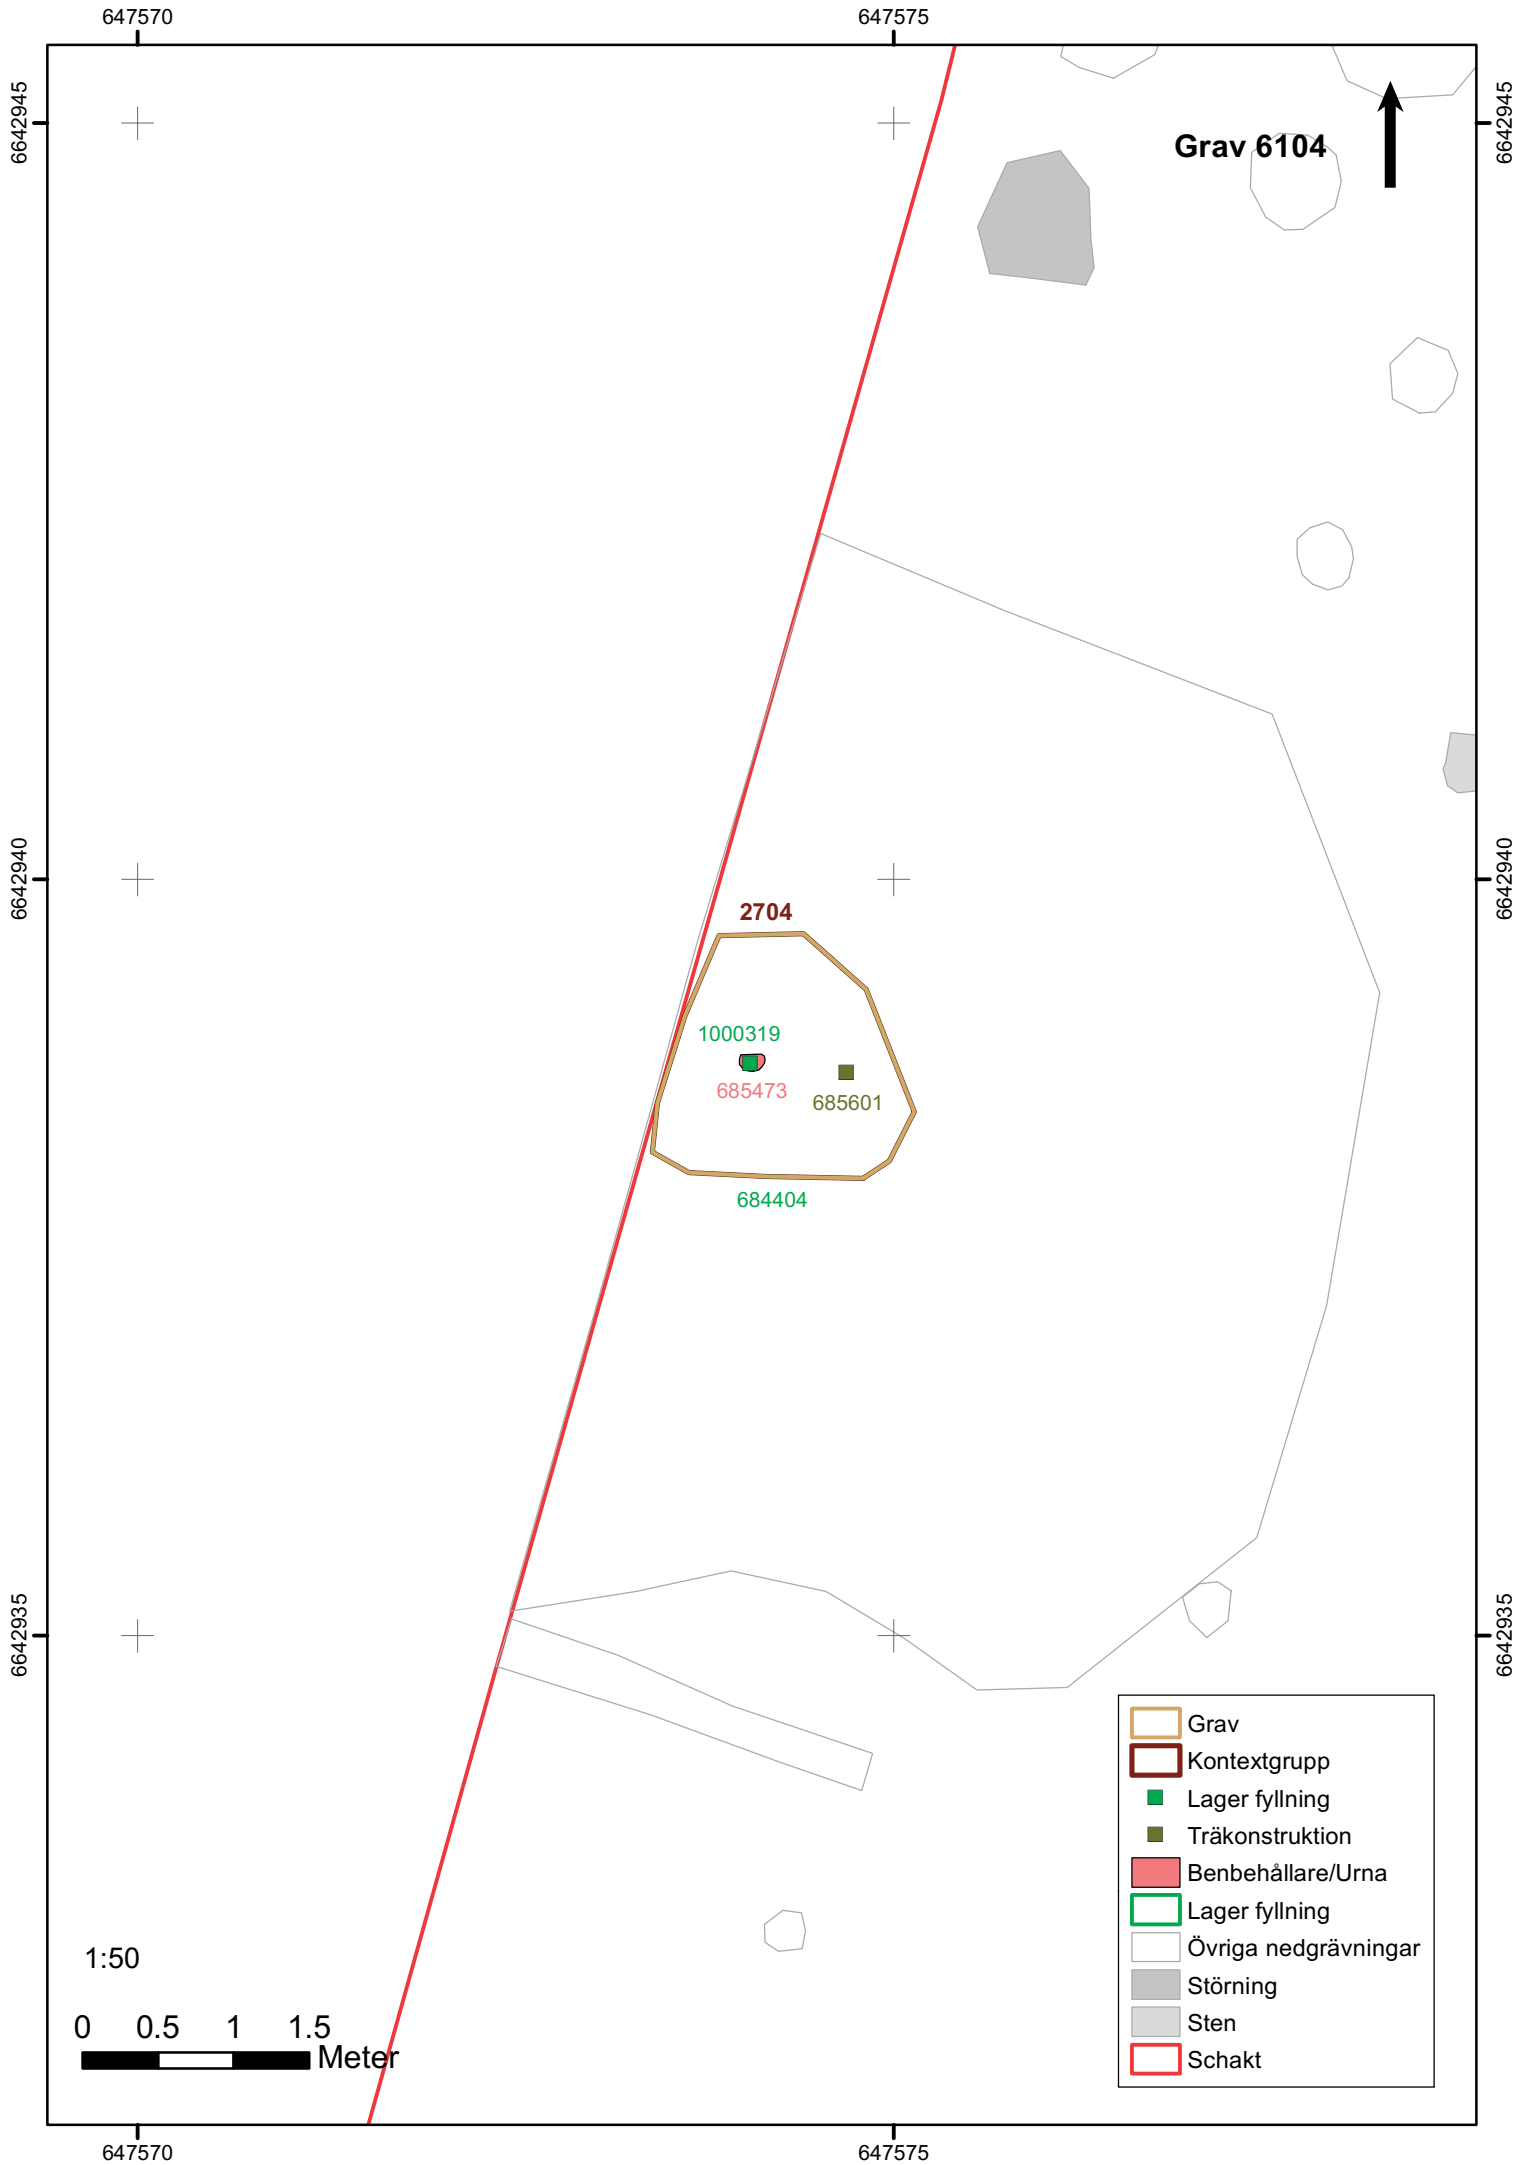 647570
647575
6642945
6642945
Grav 6104
6642940
6642940
2704
1000319
685473
685601
684404
6642935
6642935
Grav
Kontextgrupp
Lager fyllning
Träkonstruktion
Benbehållare/Urna
Lager fyllning
Övriga nedgrävningar
Störning
Sten
Schakt
1:50
0 0.5 1 1.5
Meter
647570
647575